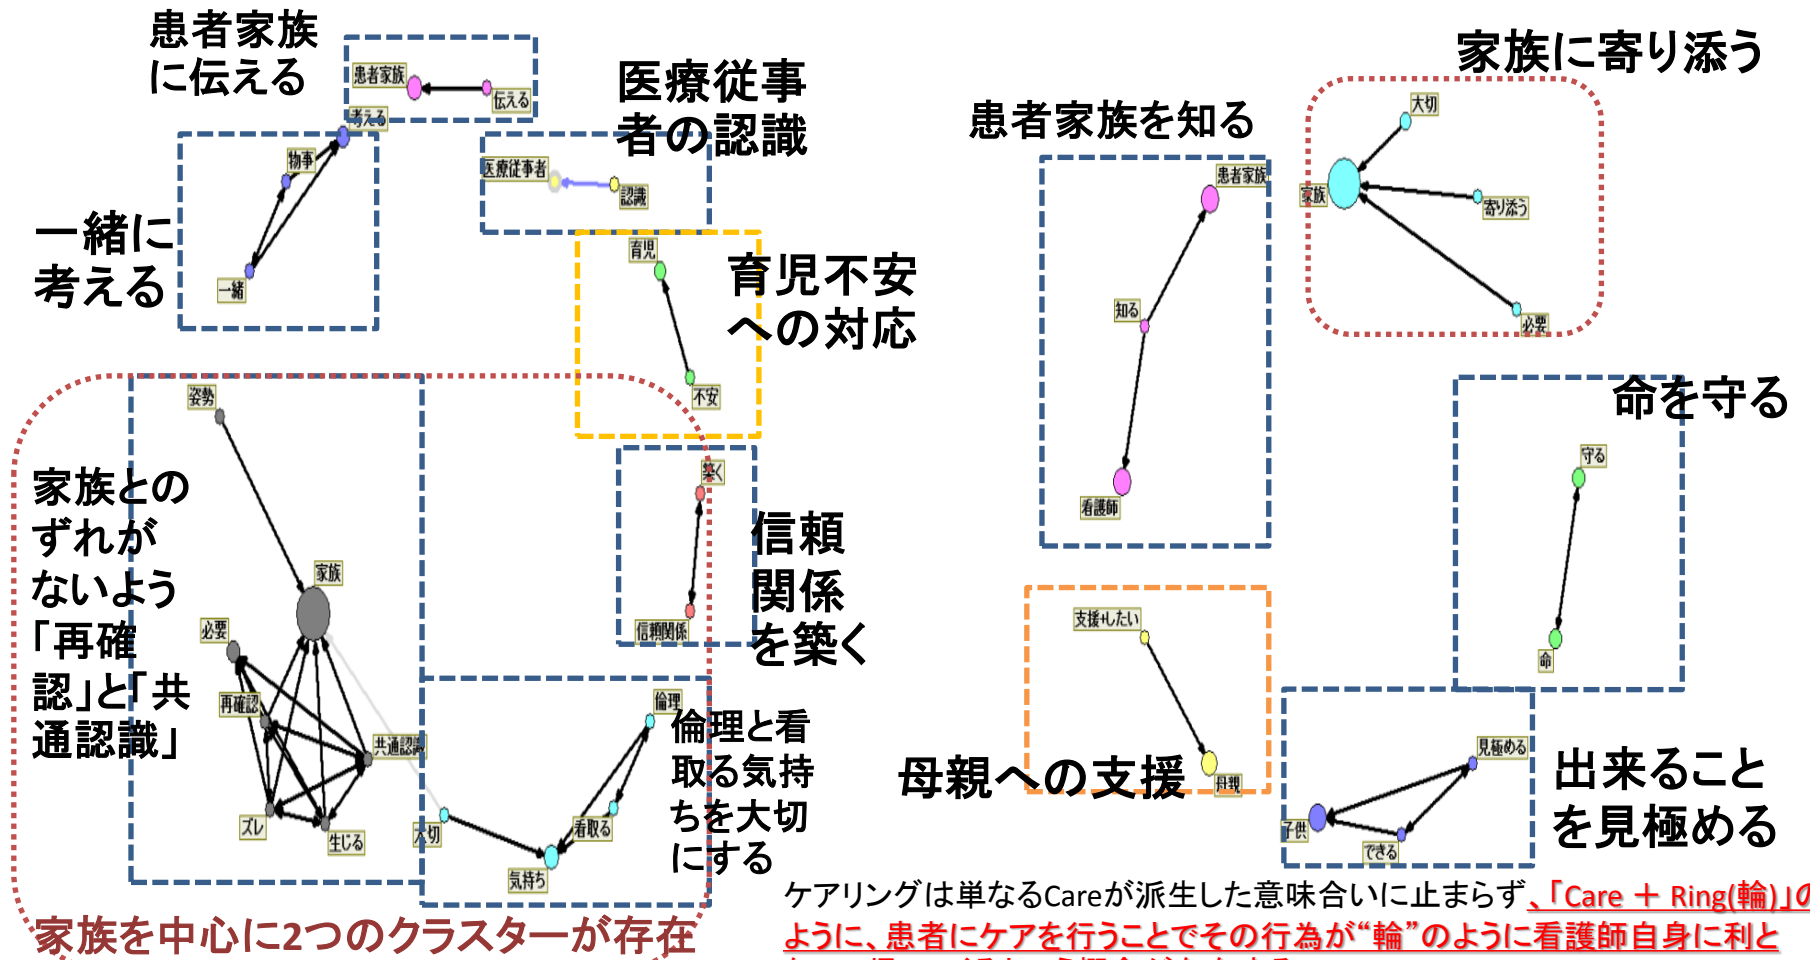 患者家族
に伝える
患者家族
伝える
考える
物事
一緒
一緒に
考える
医療従事
者の認識
医療従事者
認識
育児
不安
育児不安
への対応
姿勢
家族
必要
再確認
共通認識
ズレ
生じる
家族との
ずれが
ないよう
「再確
認」と「共
通認識」
築く
信頼関係
信頼
関係
を築く
倫理
看取る
大切
気持ち
倫理と看
取る気持
ちを大切
にする
家族を中心に2つのクラスターが存在
患者家族を知る
患者家族
知る
看護師
家族に寄り添う
大切
家族
寄り添う
必要
命を守る
守る
命
支援+したい
母親
母親への支援
見極める
子供
できる
出来ること
を見極める
ケアリングは単なるCareが派生した意味合いに止まらず、「Care ＋ Ring(輪)」の
ように、患者にケアを行うことでその行為が“輪”のように看護師自身に利と